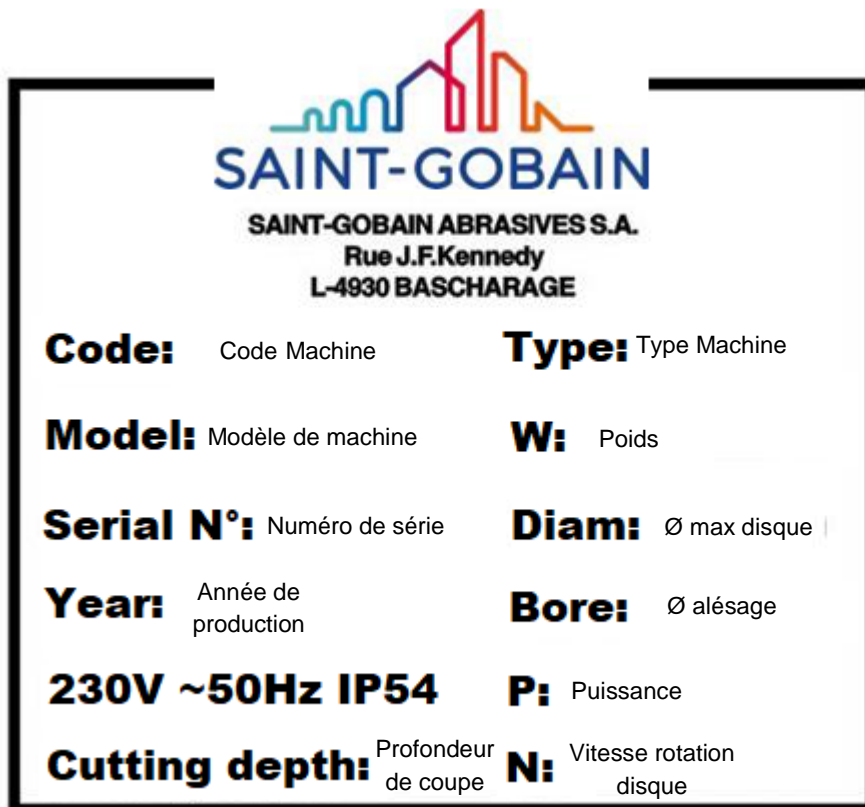 SAINT-GOBAIN
SAINT-GOBAIN ABRASIVES S.A.
Rue J.F.Kennedy
L-4930 BASCHARAGE
Code: Code Machine Type: Type Machine
Model: Modèle de machine W: Poids
Serial N°: Numéro de série Diam: Ø max disque
Year: Année de production Bore: Ø alésage
230V ~50Hz IP54 P: Puissance
Cutting depth: Profondeur de coupe N: Vitesse rotation disque